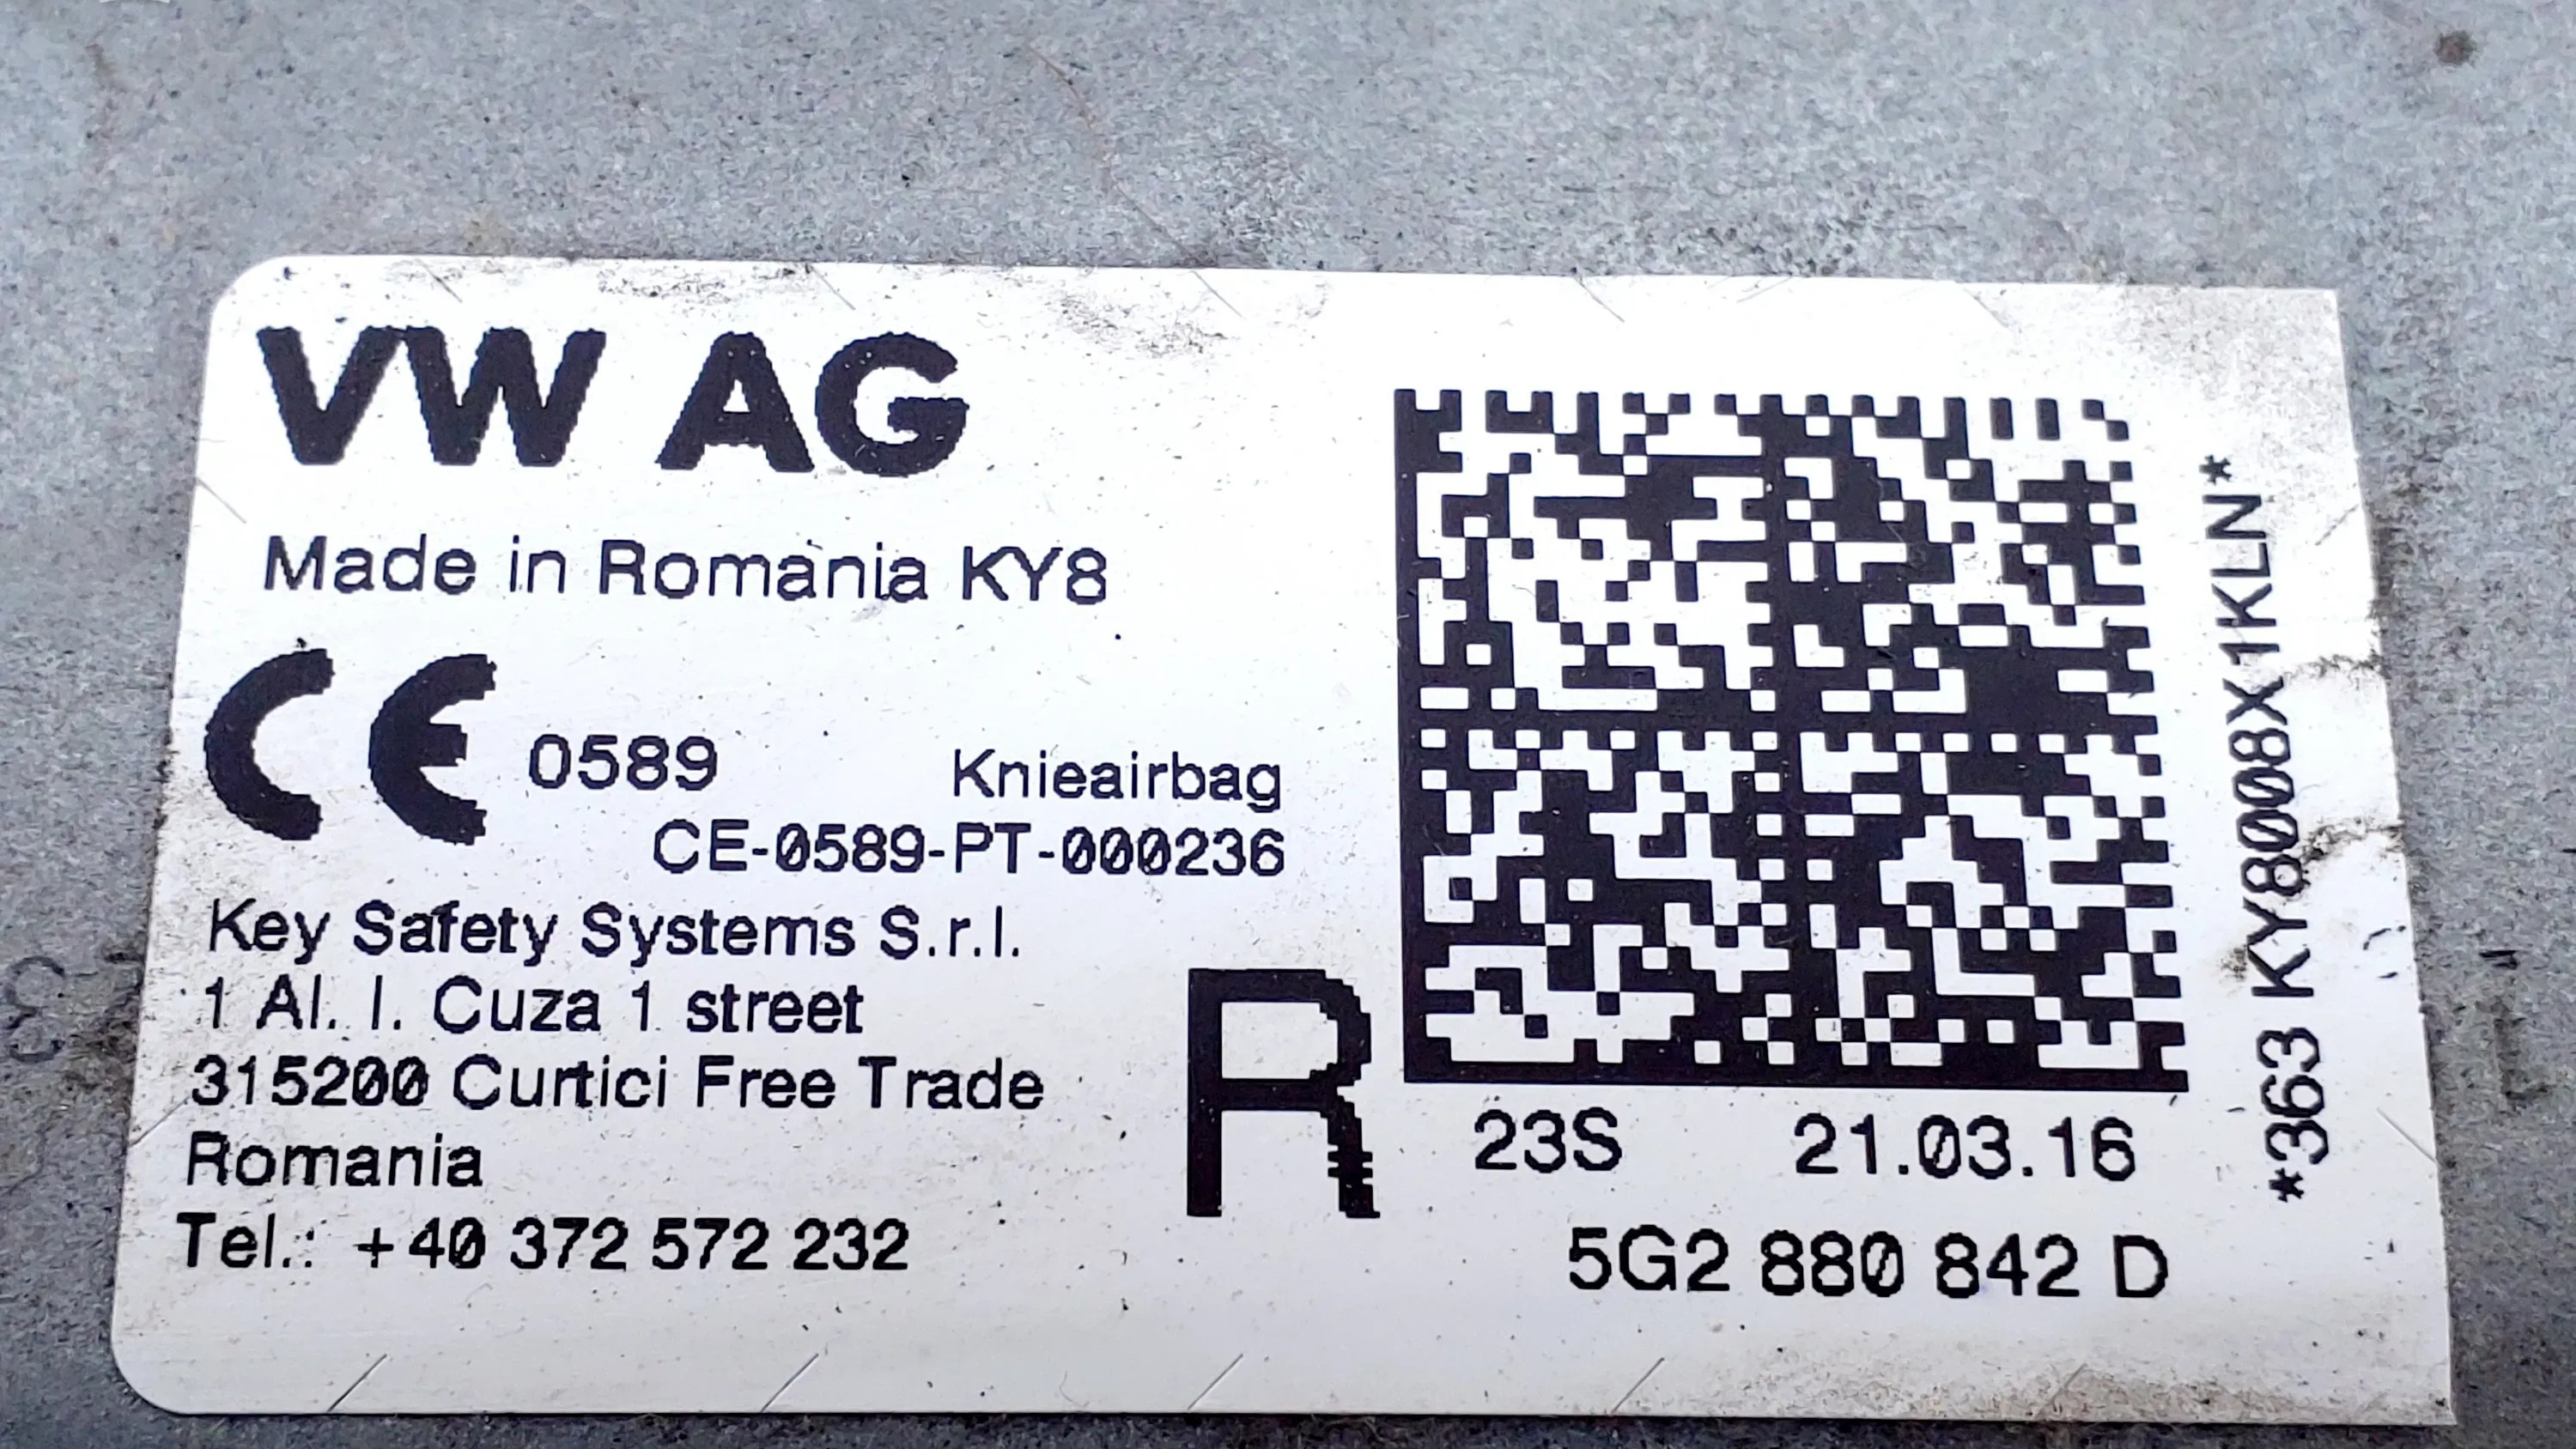 VW AG
Made in Romania KY8
CE 0589
Knieairbag
CE-0589-PT-000236
Key Safety Systems S.r.l.
1 Al. I. Cuza 1 street
315200 Curtici Free Trade
Romania
Tel.: +40 372 572 232
R
23S 21.03.16
5G2 880 842 D
*363 KY80008X1KLN*